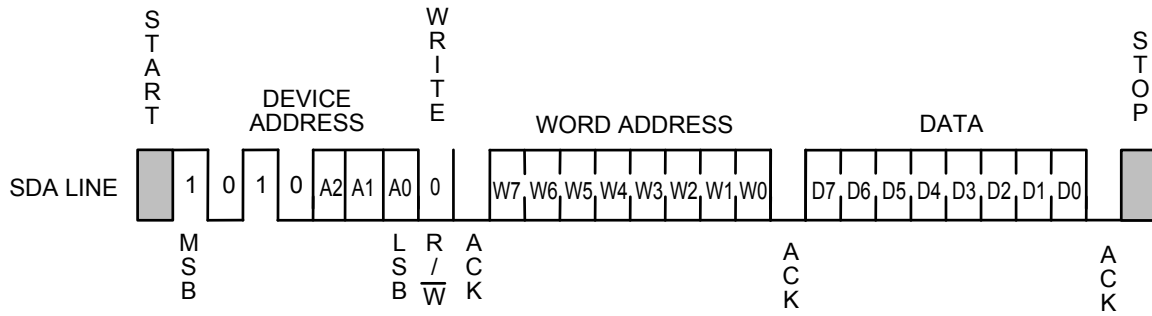 START
WRITE
STOP
DEVICE
ADDRESS
WORD ADDRESS
DATA
SDA LINE
1 0 1 0 A2 A1 A0 0 W7 W6 W5 W4 W3 W2 W1 W0 D7 D6 D5 D4 D3 D2 D1 D0
MSB
LSB
R/W̅
ACK
ACK
ACK